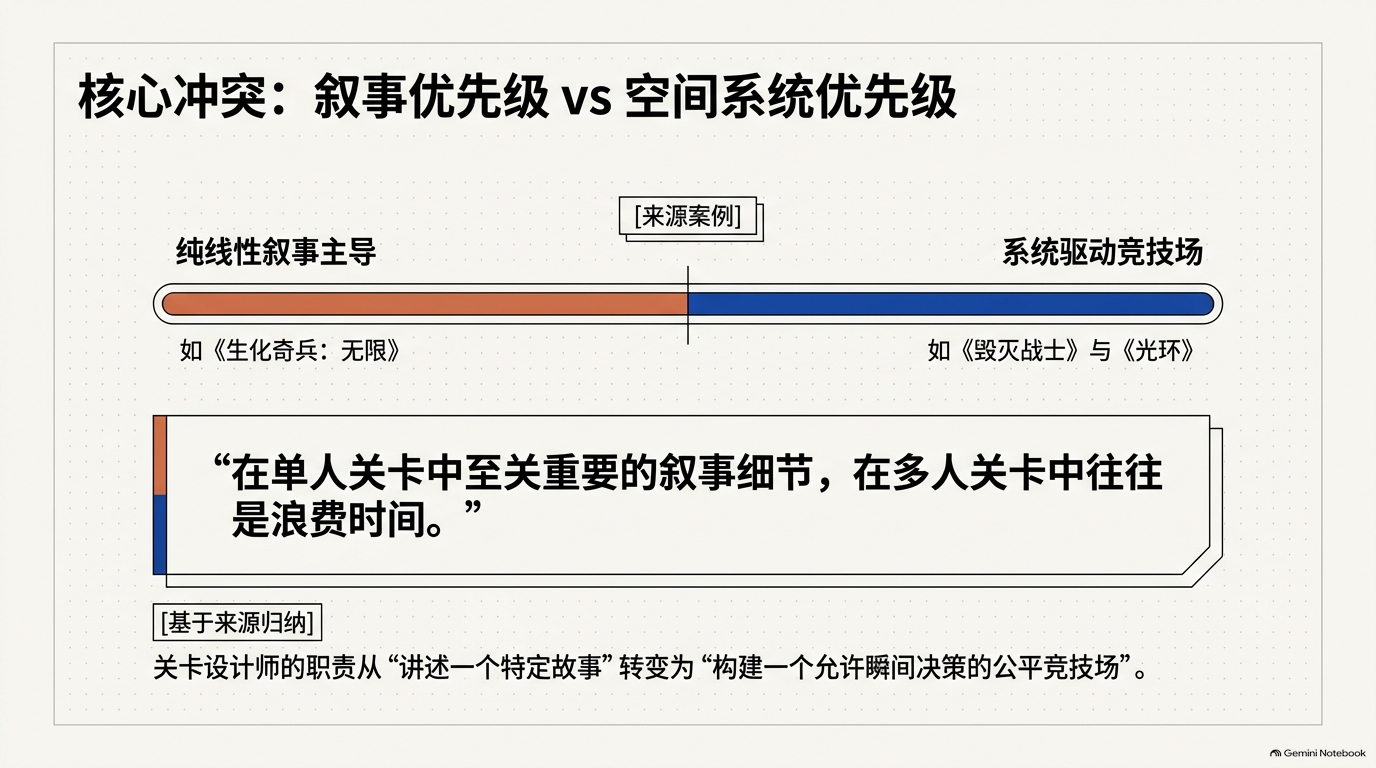 核心冲突：叙事优先级 vs 空间系统优先级
[来源案例]
纯线性叙事主导
系统驱动竞技场
如《生化奇兵：无限》
如《毁灭战士》与《光环》
“在单人关卡中至关重要的叙事细节，在多人关卡中往往
是浪费时间。”
[基于来源归纳]
关卡设计师的职责从 “讲述一个特定故事” 转变为 “构建一个允许瞬间决策的公平竞技场”。
Gemini Notebook